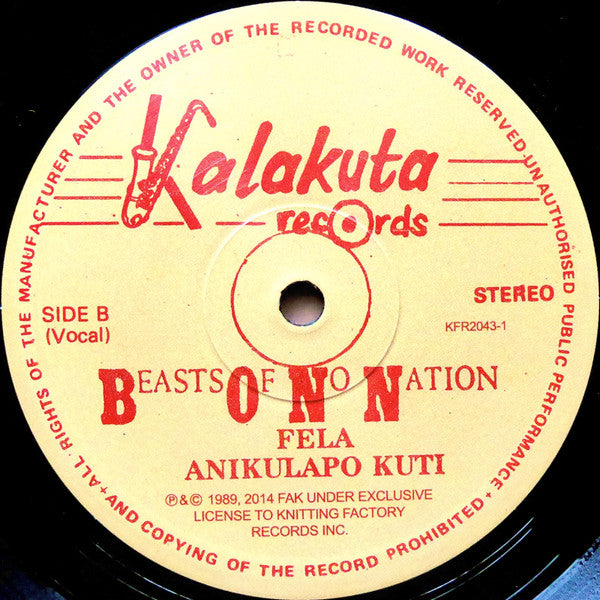 +ALL RIGHTS OF THE MANUFACTURER AND THE OWNER OF THE RECORDED WORK RESERVED-UNAUTHORISED PUBLIC PERFORMANCE
+AND COPYING OF THE RECORD PROHIBITED+
Kalakuta
records
SIDE B
(Vocal)
STEREO
KFR2043-1
BEASTS OF NO NATION
FELA
ANIKULAPO KUTI
℗&© 1989, 2014 FAK UNDER EXCLUSIVE
LICENSE TO KNITTING FACTORY
RECORDS INC.